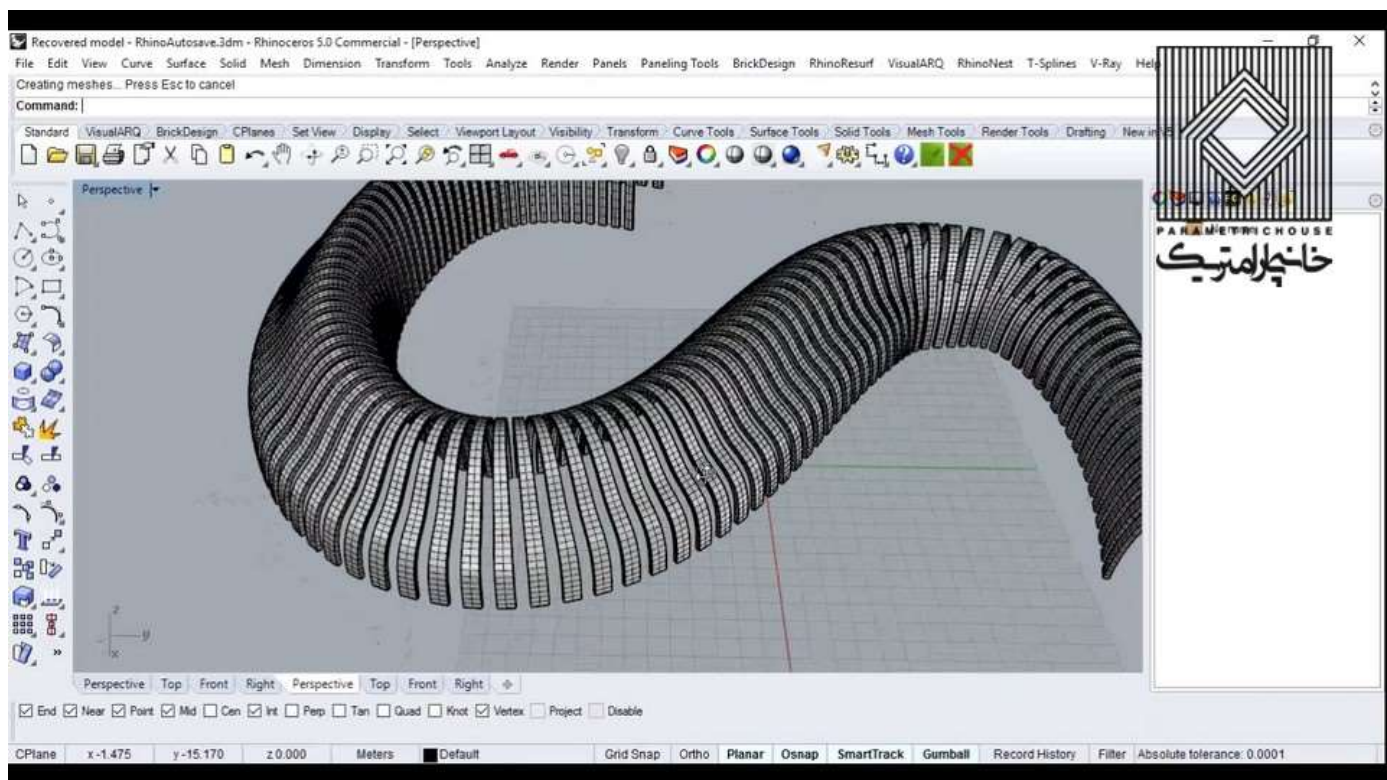 Recovered model - RhinoAutosave.3dm - Rhinoceros 5.0 Commercial - [Perspective]
File Edit View Curve Surface Solid Mesh Dimension Transform Tools Analyze Render Panels Paneling Tools BrickDesign RhinoResurf VisualARQ RhinoNest T-Splines V-Ray Help
Creating meshes... Press Esc to cancel
Command:
Standard VisualARQ BrickDesign CPlanes Set View Display Select Viewport Layout Visibility Transform Curve Tools Surface Tools Solid Tools Mesh Tools Render Tools Drafting New in
Perspective
PARAMETRICHOUSE
خانه پارامتریک
z
y
x
Perspective Top Front Right Perspective Top Front Right
End Near Point Mid Cen Int Perp Tan Quad Knot Vertex Project Disable
CPlane x -1.475 y -15.170 z 0.000 Meters Default Grid Snap Ortho Planar Osnap SmartTrack Gumball Record History Filter Absolute tolerance: 0.0001